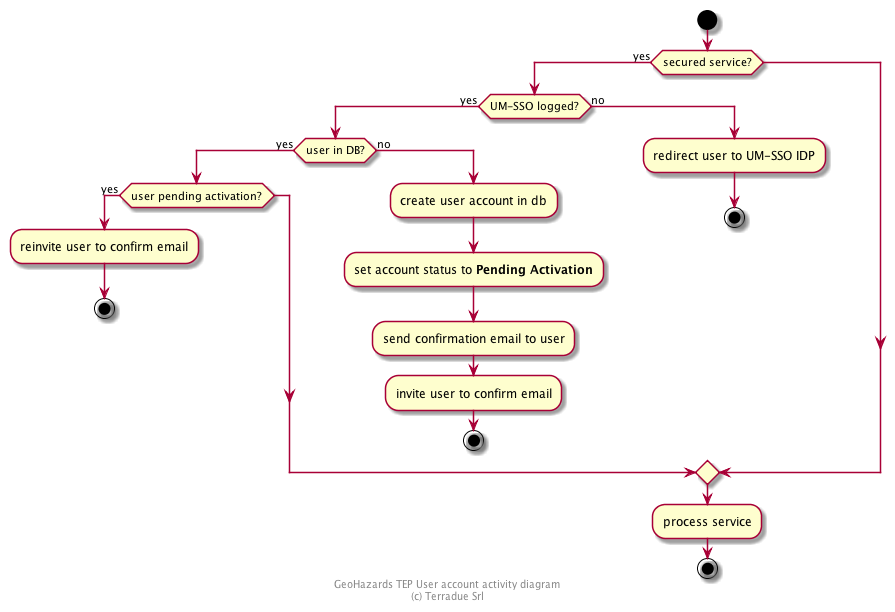 secured service?
yes
UM-SSO logged?
yes
no
user in DB?
yes
no
redirect user to UM-SSO IDP
user pending activation?
yes
create user account in db
reinvite user to confirm email
set account status to Pending Activation
send confirmation email to user
invite user to confirm email
process service
GeoHazards TEP User account activity diagram
(c) Terradue Srl